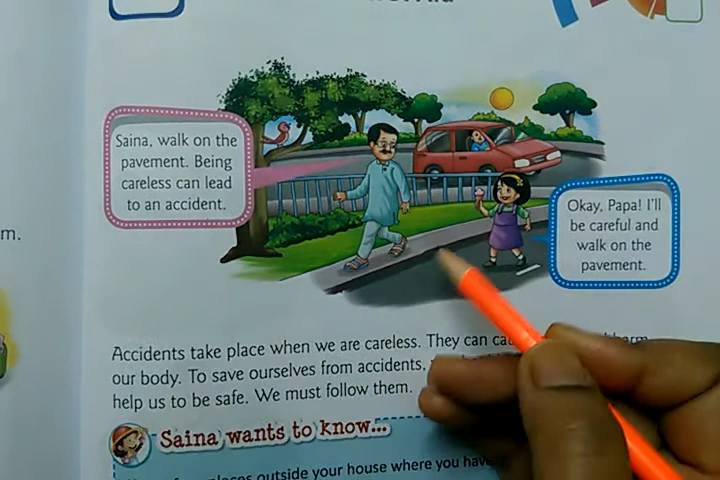 Saina, walk on the
pavement. Being
careless can lead
to an accident.
Okay, Papa! I'll
be careful and
walk on the
pavement.
m.
Accidents take place when we are careless. They can harm
our body. To save ourselves from accidents,
help us to be safe. We must follow them.
Saina wants to know...
places outside your house where you have